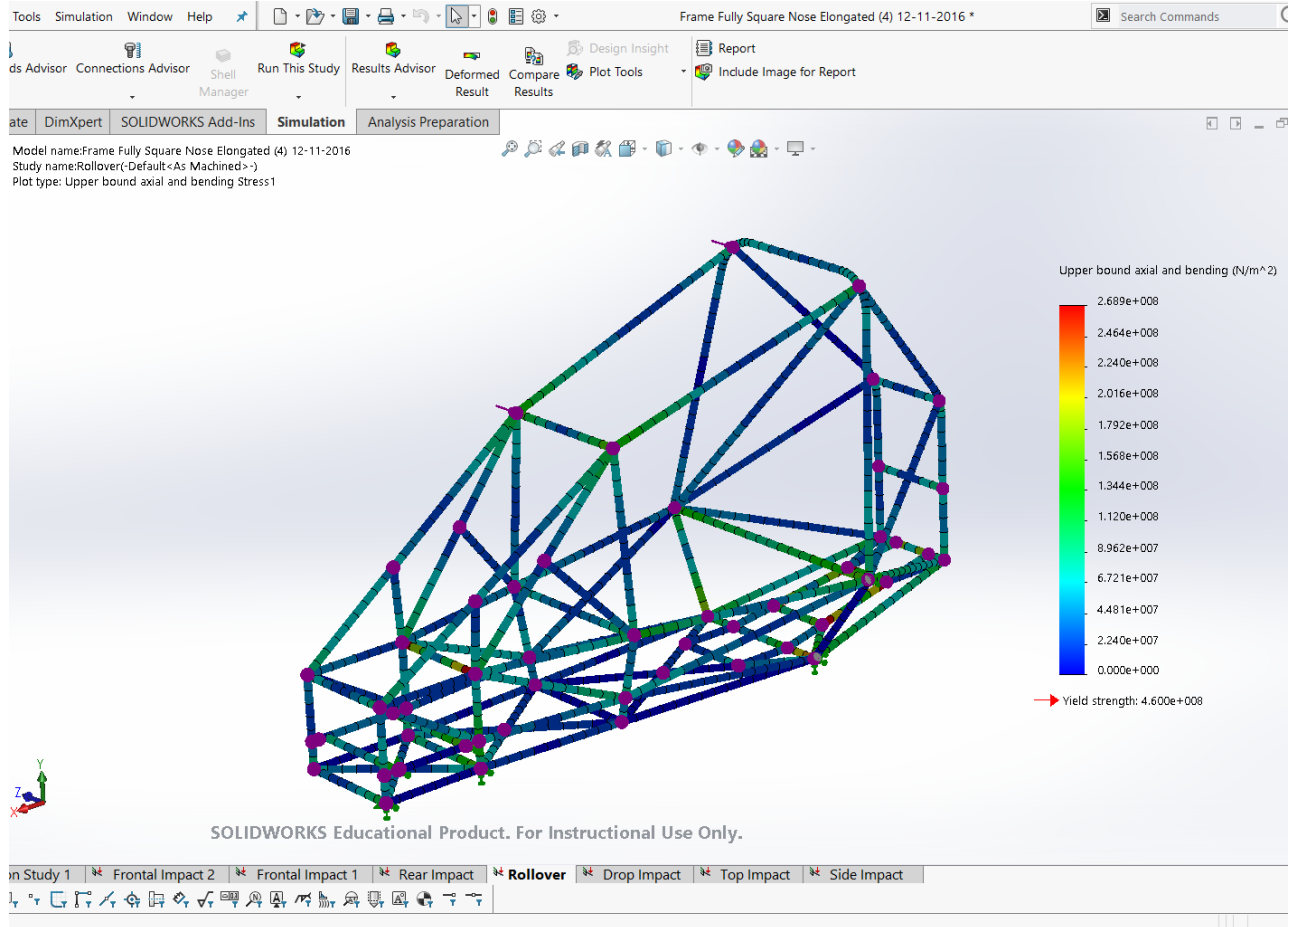 Tools Simulation Window Help
Frame Fully Square Nose Elongated (4) 12-11-2016 *
Search Commands
ds Advisor
Connections Advisor
Shell
Manager
Run This Study
Results Advisor
Deformed
Result
Compare
Results
Design Insight
Plot Tools
Report
Include Image for Report
ate DimXpert SOLIDWORKS Add-Ins Simulation Analysis Preparation
Model name:Frame Fully Square Nose Elongated (4) 12-11-2016
Study name:Rollover(-Default<As Machined>-)
Plot type: Upper bound axial and bending Stress1
Upper bound axial and bending (N/m^2)
2.689e+008
2.464e+008
2.240e+008
2.016e+008
1.792e+008
1.568e+008
1.344e+008
1.120e+008
8.962e+007
6.721e+007
4.481e+007
2.240e+007
0.000e+000
Yield strength: 4.600e+008
Y
Z
X
SOLIDWORKS Educational Product. For Instructional Use Only.
on Study 1 Frontal Impact 2 Frontal Impact 1 Rear Impact Rollover Drop Impact Top Impact Side Impact